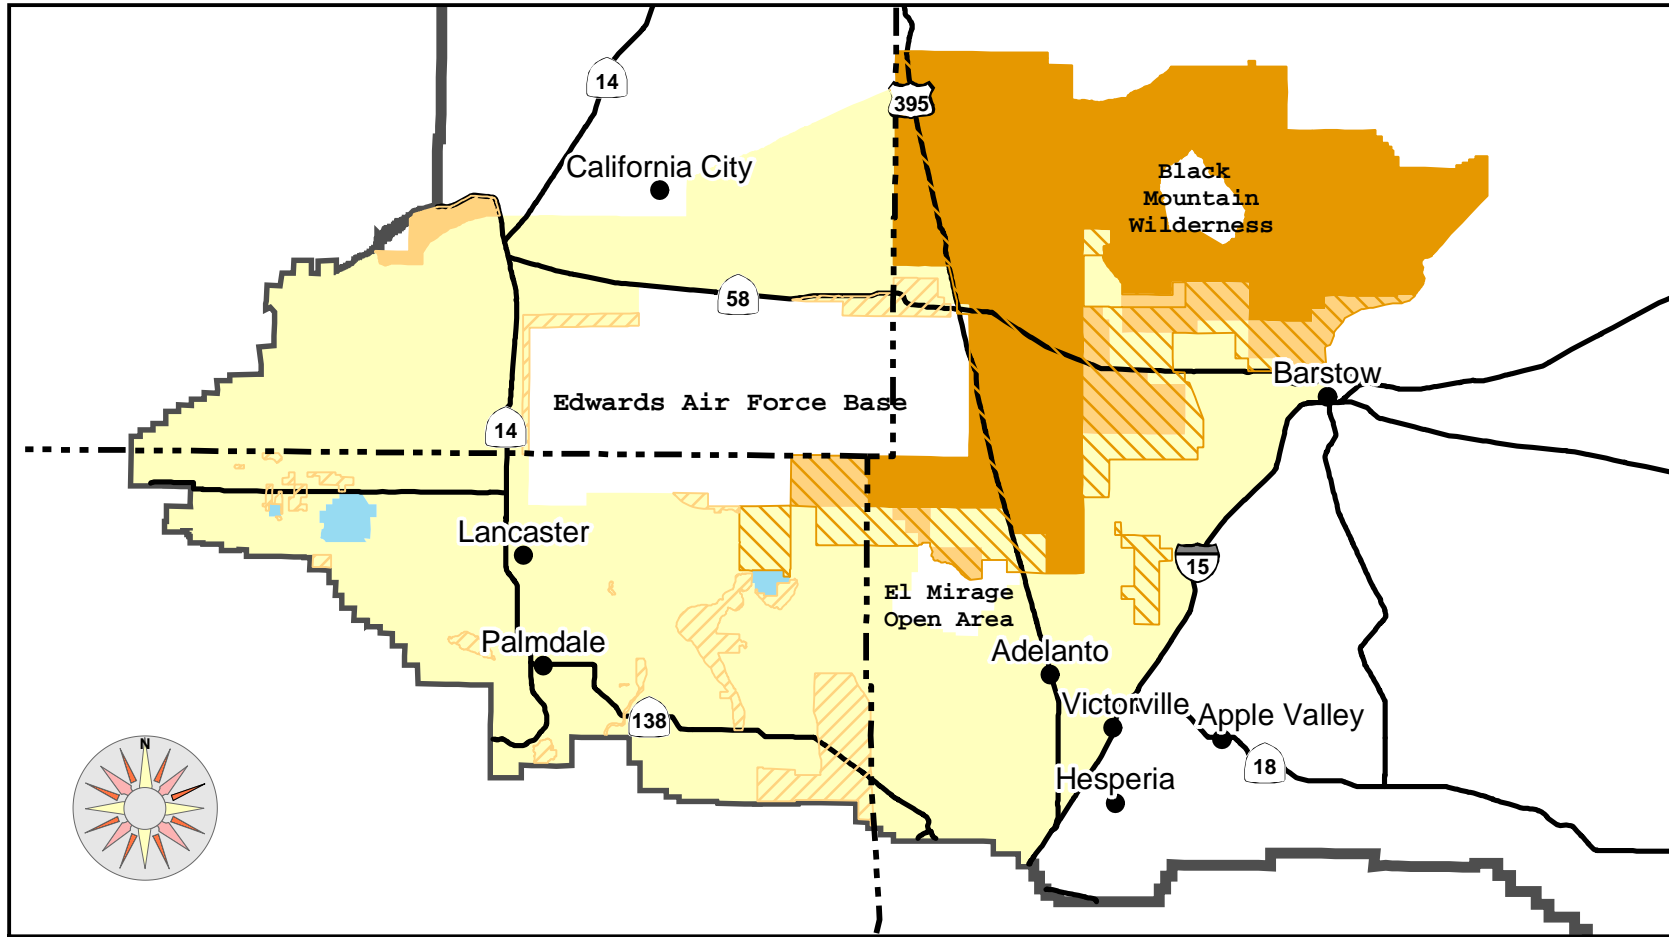 14
395
California City
Black
Mountain
Wilderness
58
Barstow
Edwards Air Force Base
14
Lancaster
15
El Mirage
Open Area
Palmdale
Adelanto
138
Victorville
Apple Valley
18
Hesperia
N